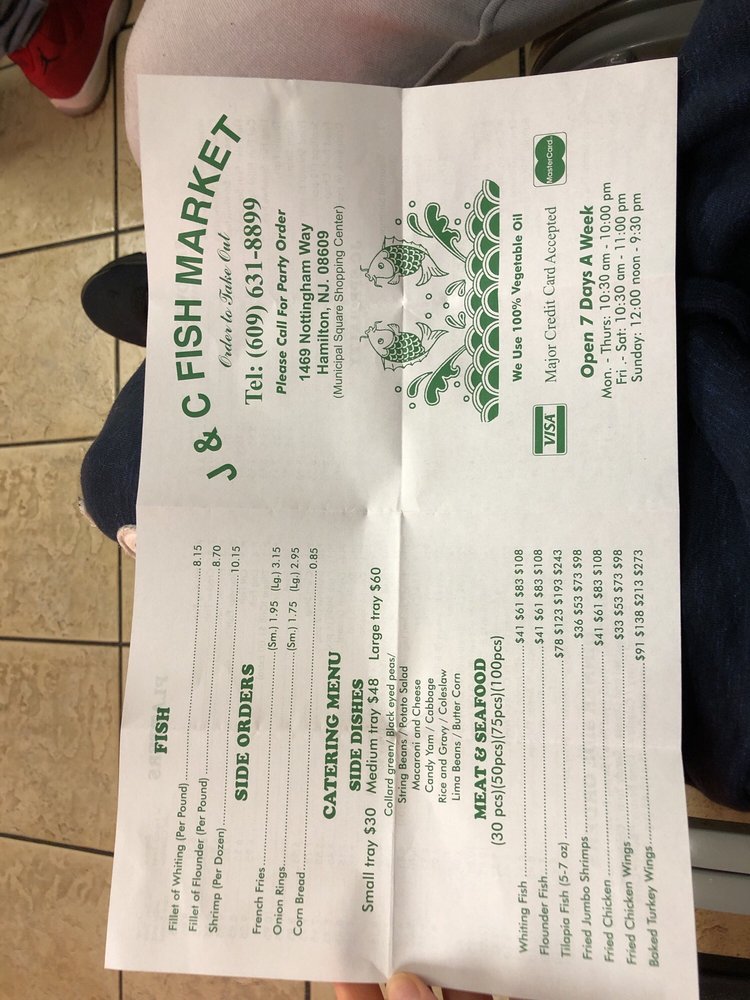 J & C FISH MARKET
Order to Take Out
Tel: (609) 631-8899
Please Call For Party Order
1469 Nottingham Way
Hamilton, NJ. 08609
(Municipal Square Shopping Center)
We Use 100% Vegetable Oil
VISA
Major Credit Card Accepted
MasterCard
Open 7 Days A Week
Mon. - Thurs: 10:30 am - 10:00 pm
Fri .- Sat: 10:30 am - 11:00 pm
Sunday: 12:00 noon - 9:30 pm
FISH
Fillet of Whiting (Per Pound) 8.15
Fillet of Flounder (Per Pound) 8.70
Shrimp (Per Dozen) 10.15
SIDE ORDERS
French Fries (Sm.) 1.95 (Lg.) 3.15
Onion Rings (Sm.) 1.75 (Lg.) 2.95
Corn Bread 0.85
CATERING MENU
SIDE DISHES
Small tray $30 Medium tray $48 Large tray $60
Collard green/ Black eyed peas/
String Beans / Potato Salad
Macaroni and Cheese
Candy Yam / Cabbage
Rice and Gravy / Coleslaw
Lima Beans / Butter Corn
MEAT & SEAFOOD
(30 pcs)(50pcs)(75pcs)(100pcs)
Whiting Fish $41 $61 $83 $108
Flounder Fish $41 $61 $83 $108
Tilapia Fish (5-7 oz) $78 $123 $193 $243
Fried Jumbo Shrimps $36 $53 $73 $98
Fried Chicken $41 $61 $83 $108
Fried Chicken Wings $33 $53 $73 $98
Baked Turkey Wings $91 $138 $213 $273